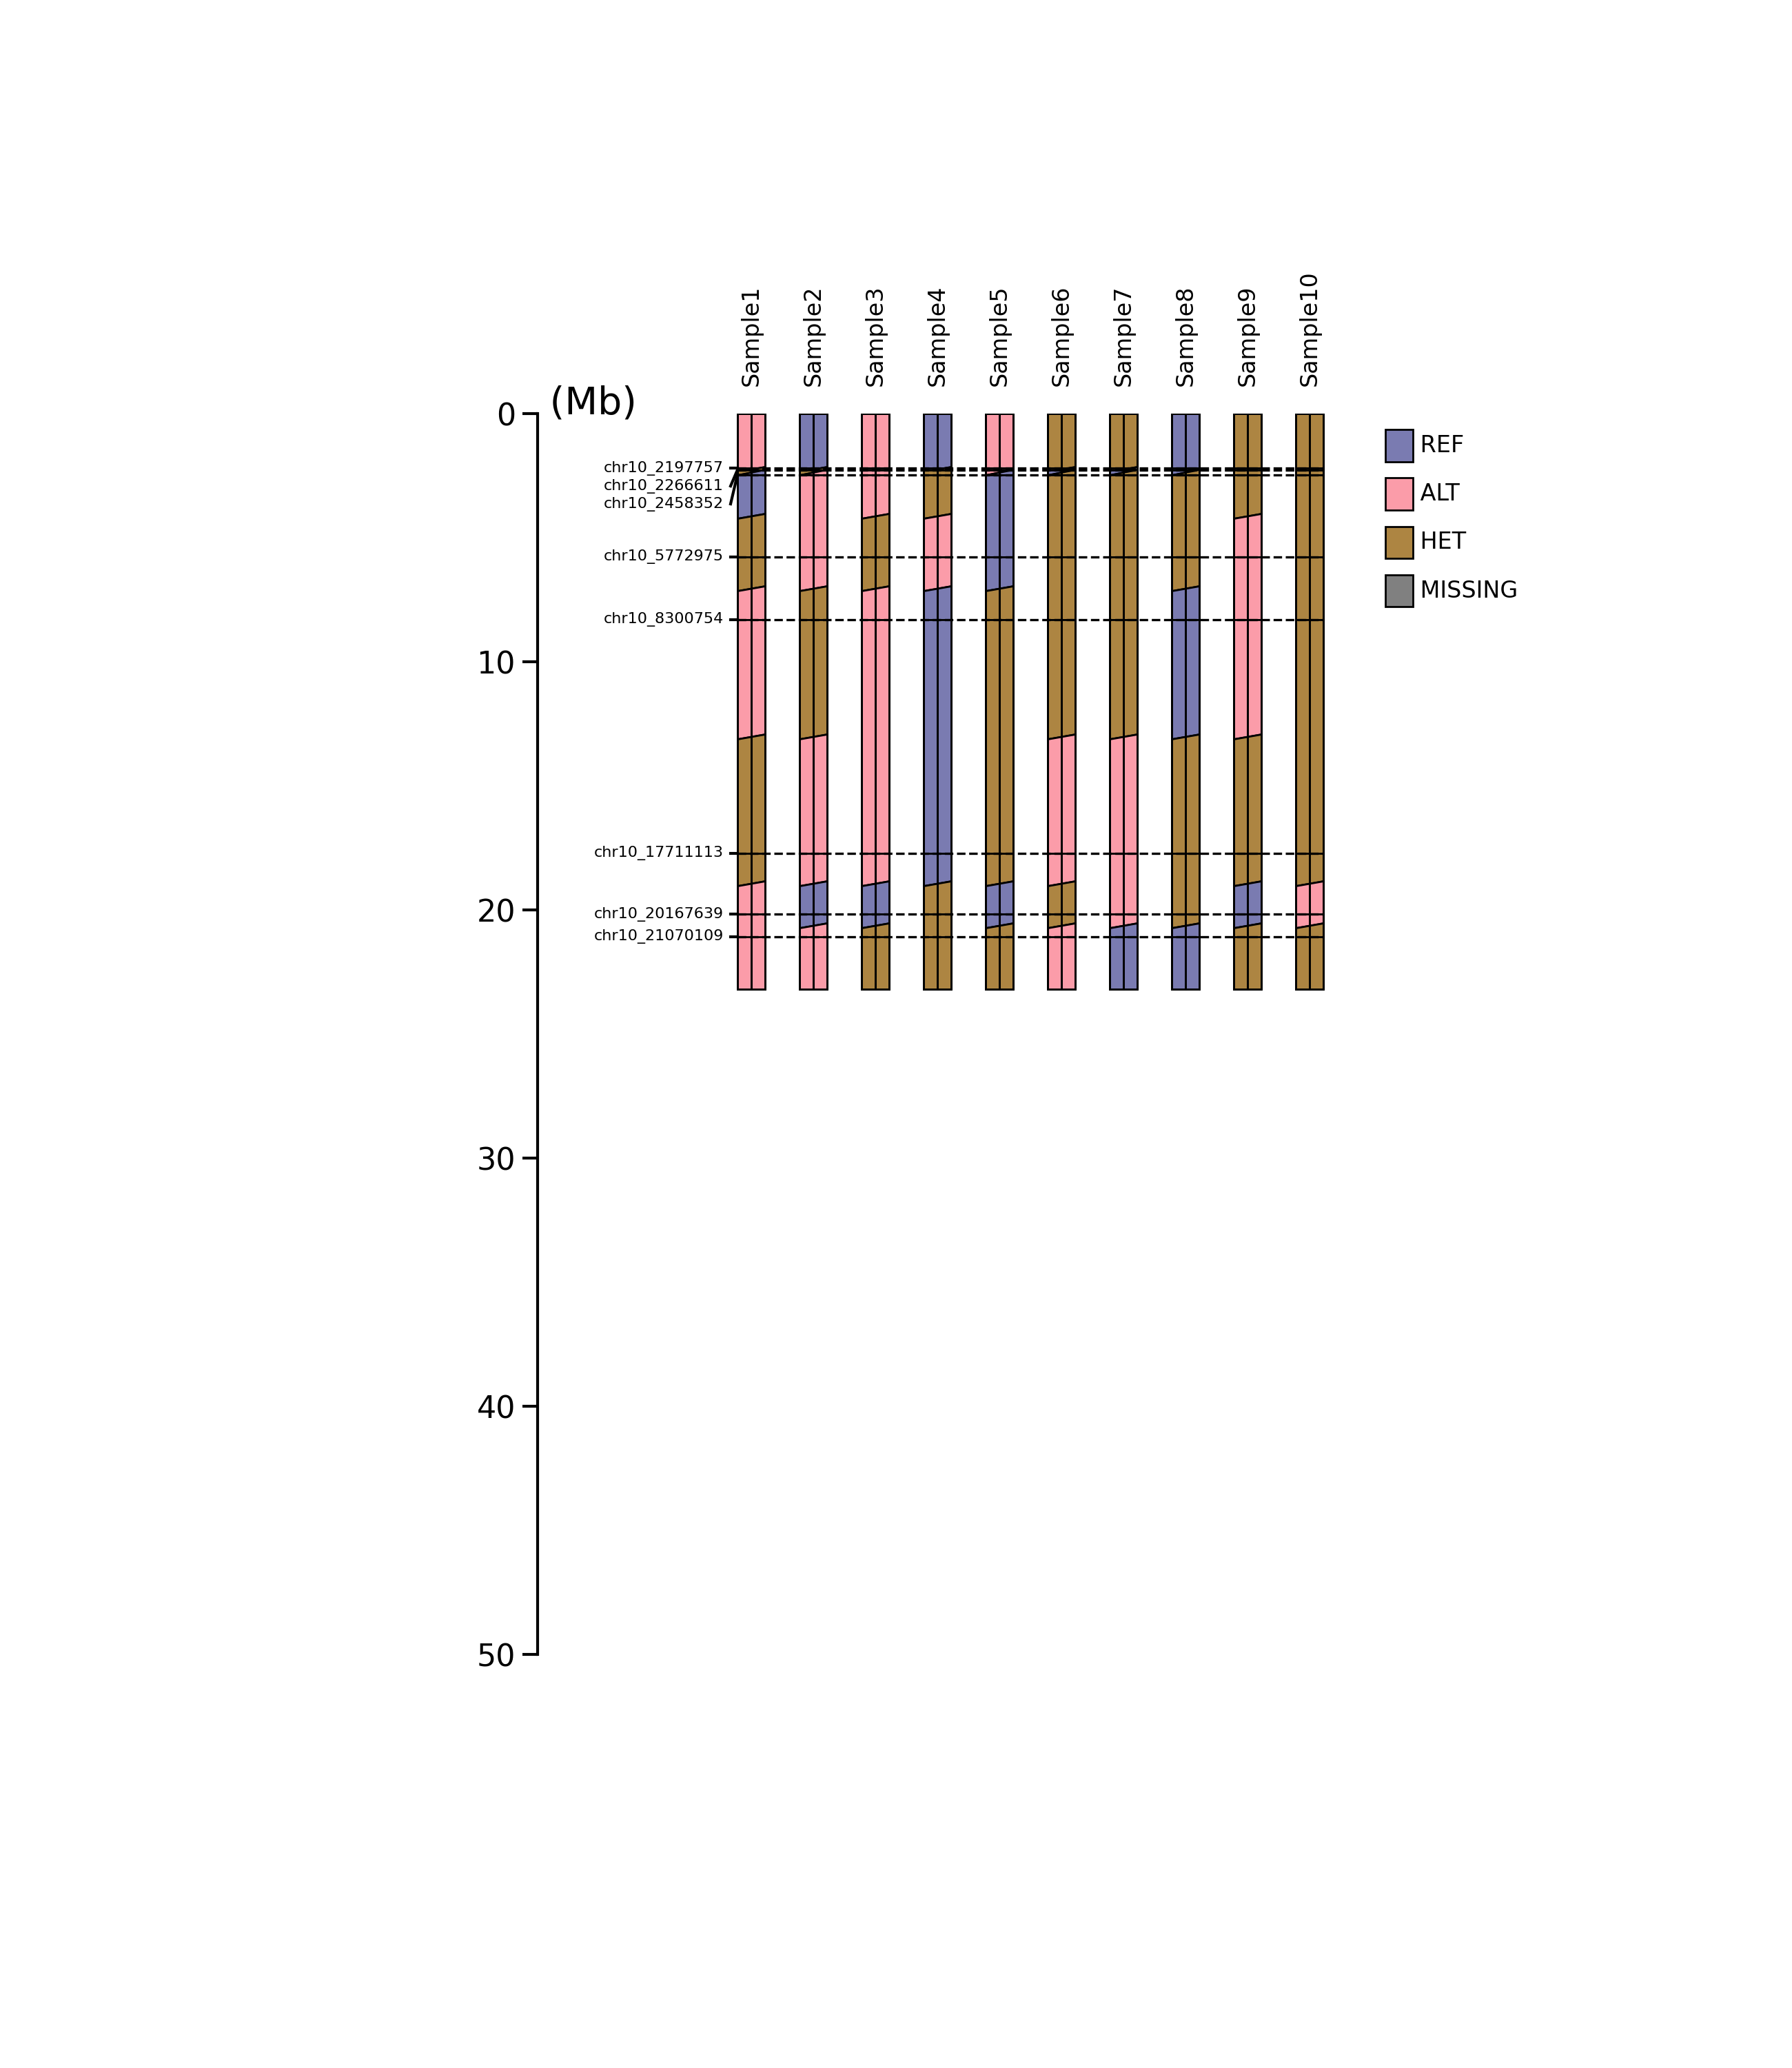 Sample1
Sample2
Sample3
Sample4
Sample5
Sample6
Sample7
Sample8
Sample9
Sample10
(Mb)
0
10
20
30
40
50
chr10_2197757
chr10_2266611
chr10_2458352
chr10_5772975
chr10_8300754
chr10_17711113
chr10_20167639
chr10_21070109
REF
ALT
HET
MISSING